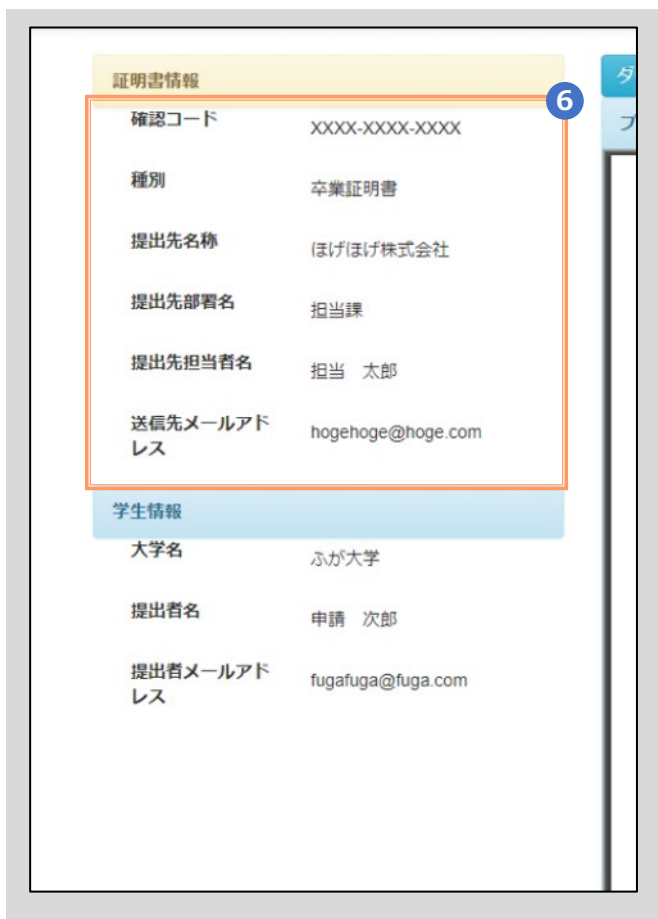 証明書情報
6
ダ
確認コード XXXX-XXXX-XXXX
プ
種別 卒業証明書
提出先名称 ほげほげ株式会社
提出先部署名 担当課
提出先担当者名 担当 太郎
送信先メールアド
レス hogehoge@hoge.com
学生情報
大学名 ふが大学
提出者名 申請 次郎
提出者メールアド
レス fugafuga@fuga.com